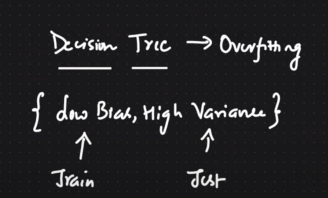 Decision Tree → Overfitting
{ Low Bias, High Variance }
↑ ↑
Train Test